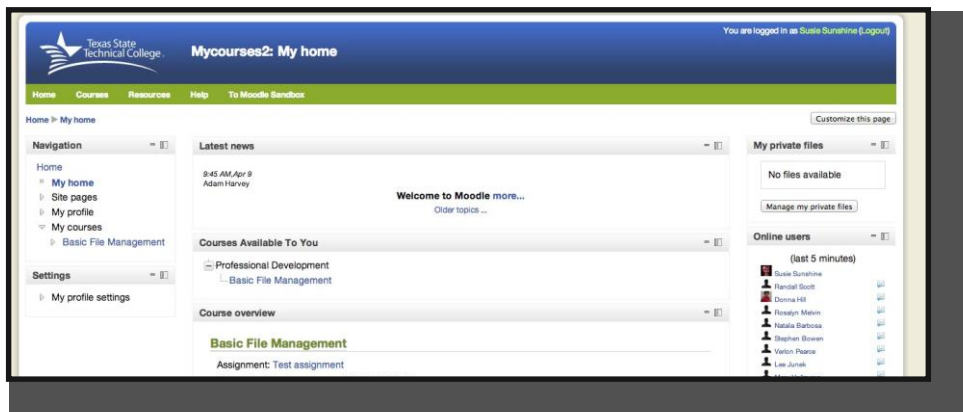 Texas State
Technical College.
Mycourses2: My home
You are logged in as Susie Sunshine (Logout)
Home Courses Resources Help To Moodle Sandbox
Home My home
Customize this page
Navigation
Home
My home
Site pages
My profile
My courses
Basic File Management
Settings
My profile settings
Latest news
9:45 AM, Apr 9
Adam Harvey
Welcome to Moodle more...
Older topics ...
Courses Available To You
Professional Development
Basic File Management
Course overview
Basic File Management
Assignment: Test assignment
My private files
No files available
Manage my private files
Online users
(last 5 minutes)
Susie Sunshine
Randall Scott
Donna Hill
Rosalyn Melvin
Natalia Barbosa
Stephen Bowen
Verlon Pearce
Lee Junek